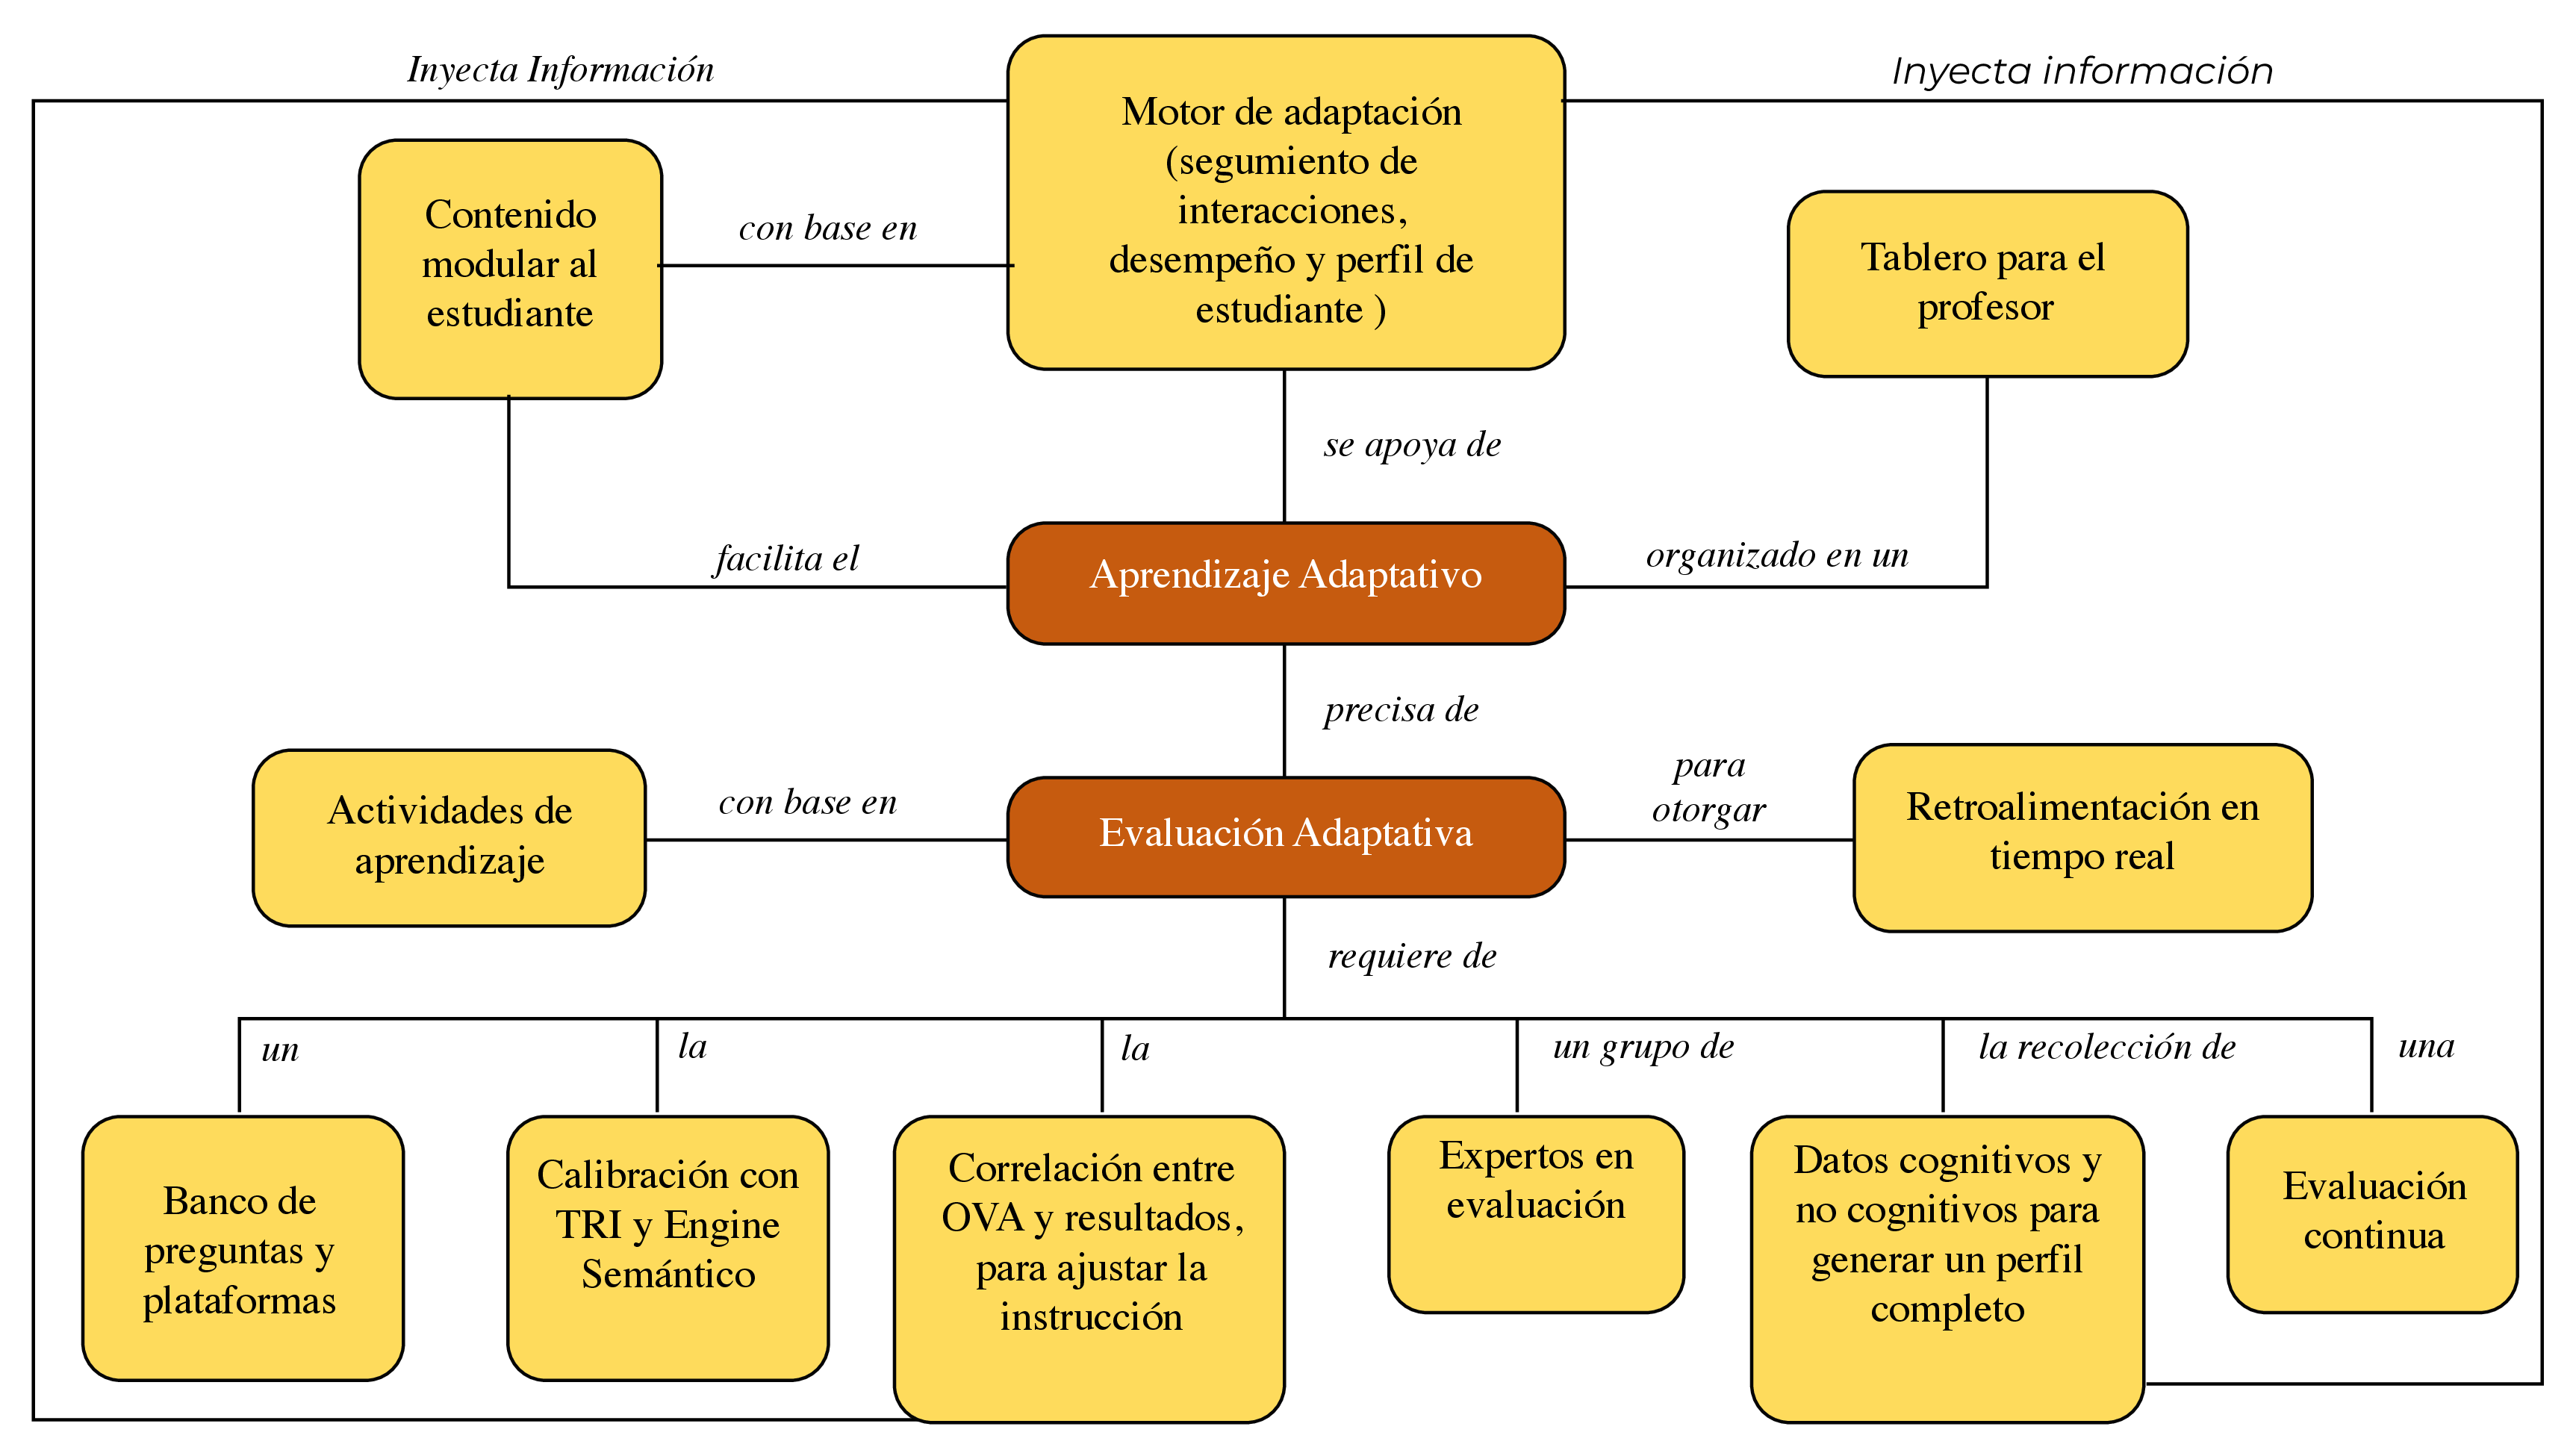 Inyecta Información
Inyecta información
Motor de adaptación
(segumiento de
interacciones,
desempeño y perfil de
estudiante )
Contenido
modular al
estudiante
con base en
Tablero para el
profesor
se apoya de
facilita el
Aprendizaje Adaptativo
organizado en un
precisa de
Actividades de
aprendizaje
con base en
Evaluación Adaptativa
para
otorgar
Retroalimentación en
tiempo real
requiere de
un
la
la
un grupo de
la recolección de
una
Banco de
preguntas y
plataformas
Calibración con
TRI y Engine
Semántico
Correlación entre
OVA y resultados,
para ajustar la
instrucción
Expertos en
evaluación
Datos cognitivos y
no cognitivos para
generar un perfil
completo
Evaluación
continua